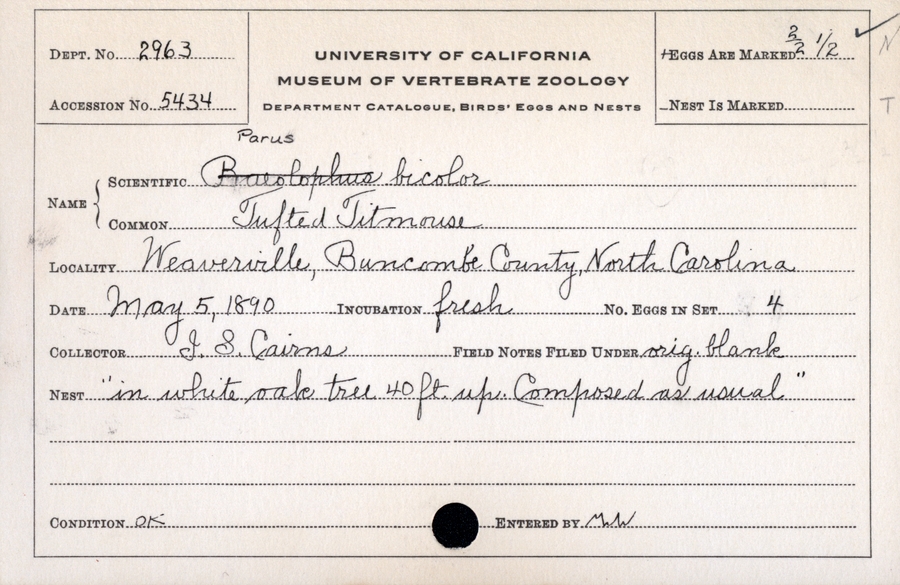 DEPT. NO. 2963
ACCESSION NO. 5434
UNIVERSITY OF CALIFORNIA
MUSEUM OF VERTEBRATE ZOOLOGY
DEPARTMENT CATALOGUE, BIRDS' EGGS AND NESTS
EGGS ARE MARKED 2/2 1/2
NEST IS MARKED
N
T
Parus
NAME
SCIENTIFIC Baeolophus bicolor
COMMON Tufted Titmouse
LOCALITY Weaverville, Buncombe County, North Carolina
DATE May 5, 1890 INCUBATION fresh NO. EGGS IN SET 4
COLLECTOR J. S. Cairns FIELD NOTES FILED UNDER orig. blank
NEST "in white oak tree 40 ft. up. Composed as usual"
CONDITION OK ENTERED BY